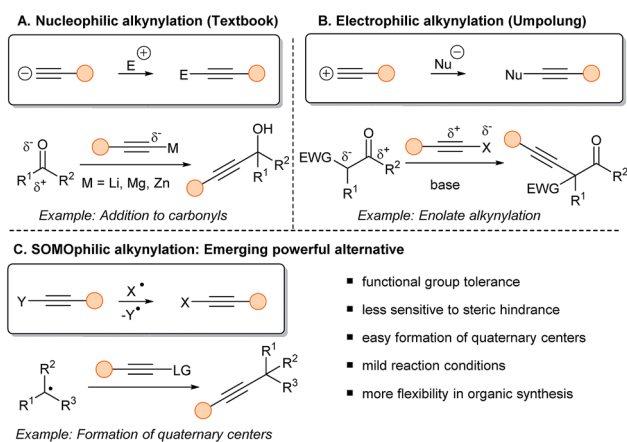 A. Nucleophilic alkynylation (Textbook)
⊖
E ⊕
E
δ-
O
R1 δ+ R2
δ-
M
M = Li, Mg, Zn
OH
R2
R1
Example: Addition to carbonyls
B. Electrophilic alkynylation (Umpolung)
⊕
Nu ⊖
Nu
EWG δ- O δ+ R2
R1
δ+ δ-
X
base
O
R2
EWG R1
Example: Enolate alkynylation
C. SOMOphilic alkynylation: Emerging powerful alternative
Y
X•
-Y•
X
R2
R1 • R3
LG
R1
R2
R3
Example: Formation of quaternary centers
■ functional group tolerance
■ less sensitive to steric hindrance
■ easy formation of quaternary centers
■ mild reaction conditions
■ more flexibility in organic synthesis